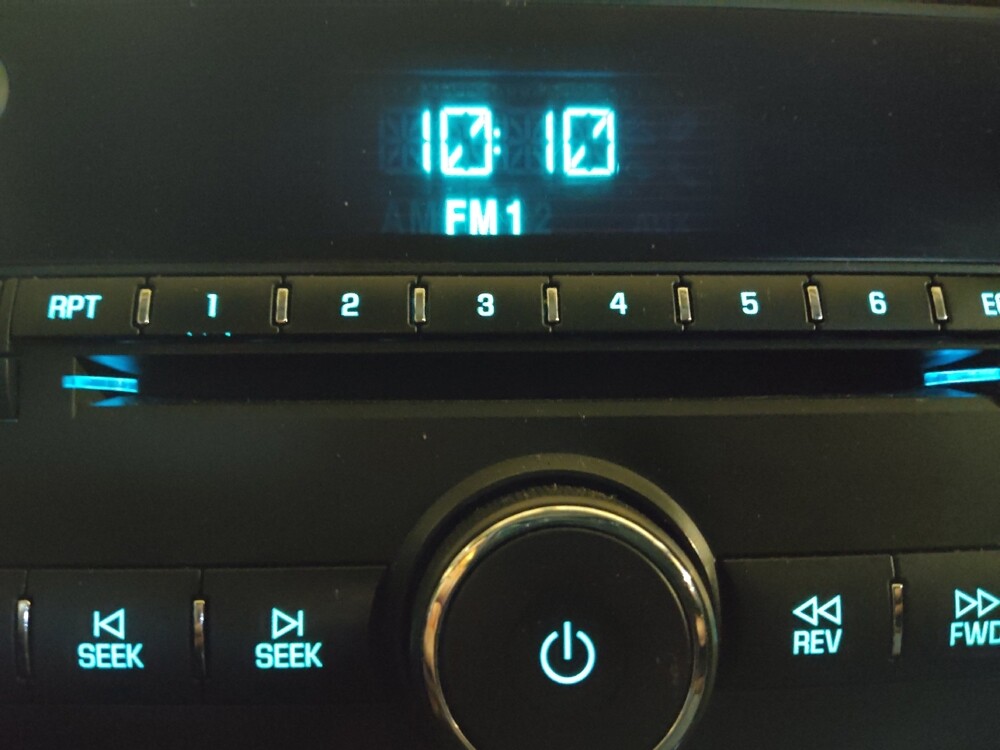 10:10
FM1
RPT 1 2 3 4 5 6
SEEK SEEK REV FWD